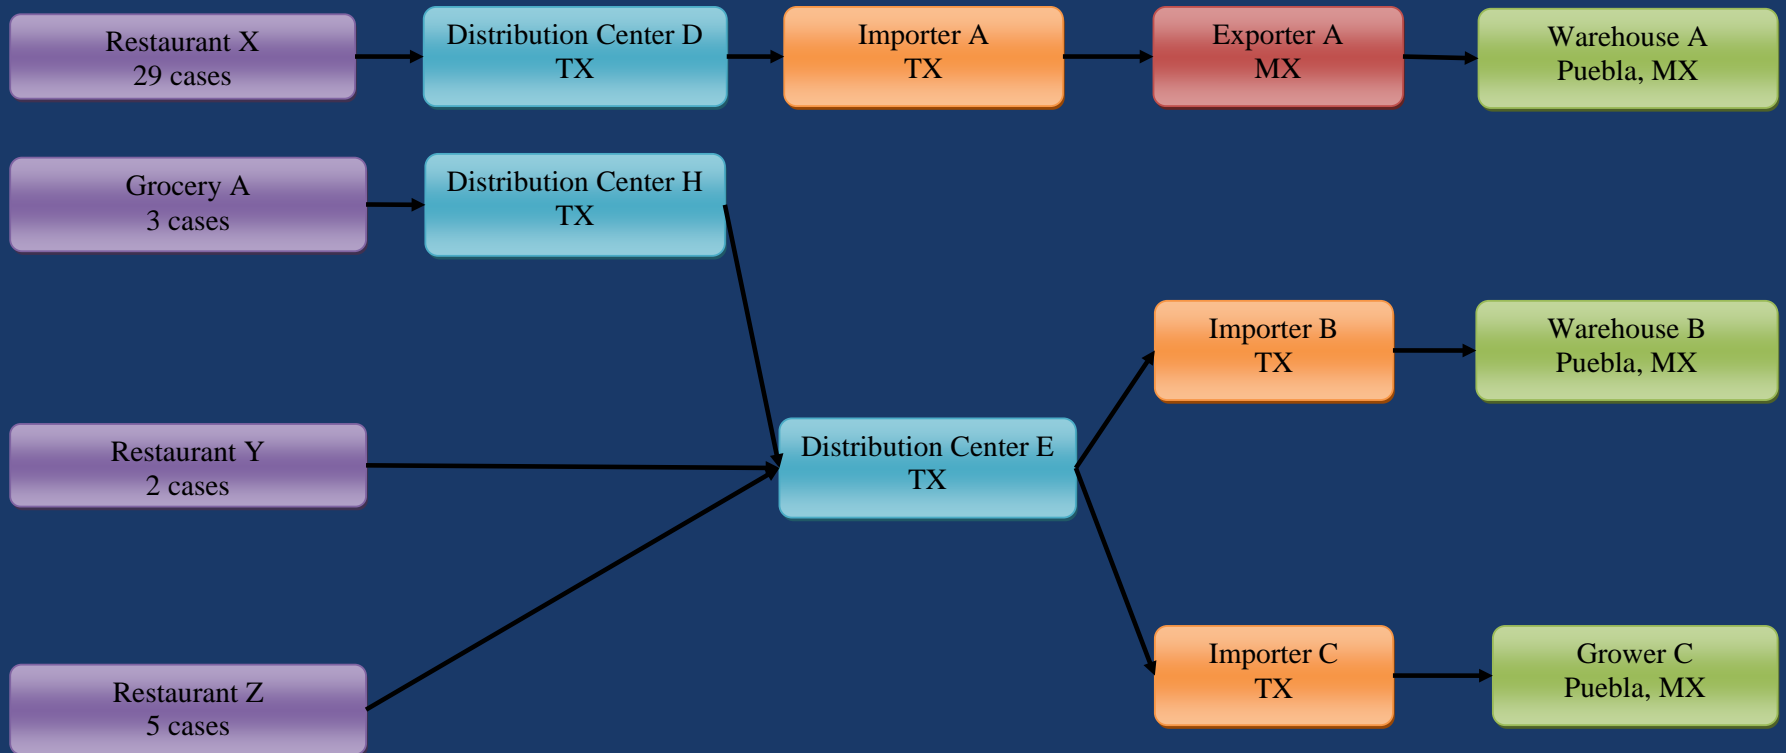 Restaurant X
29 cases
Distribution Center D
TX
Importer A
TX
Exporter A
MX
Warehouse A
Puebla, MX
Grocery A
3 cases
Distribution Center H
TX
Importer B
TX
Warehouse B
Puebla, MX
Restaurant Y
2 cases
Distribution Center E
TX
Importer C
TX
Grower C
Puebla, MX
Restaurant Z
5 cases